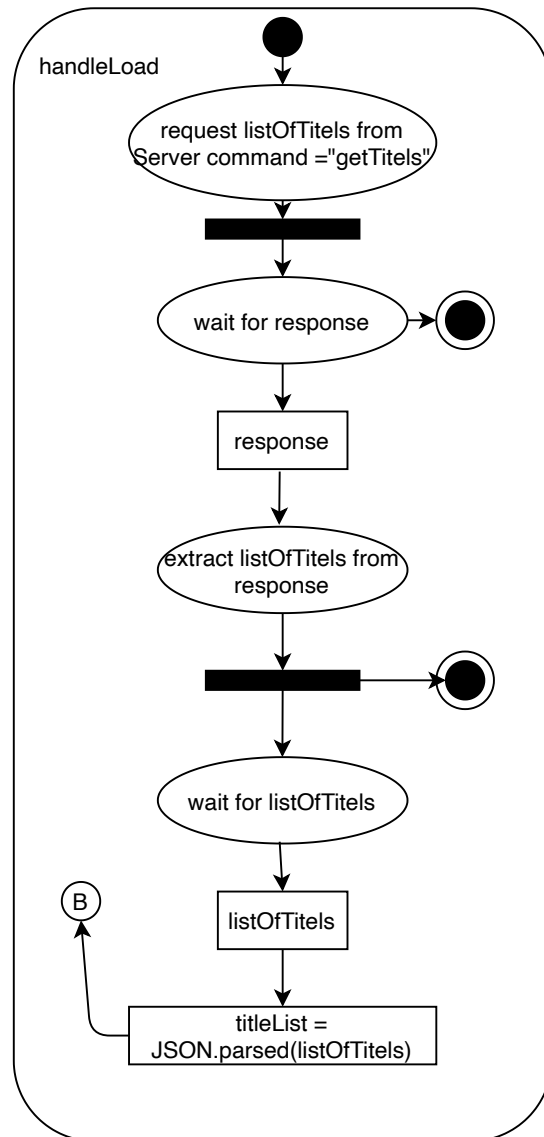 handleLoad
request listOfTitels from
Server command ="getTitels"
wait for response
response
extract listOfTitels from
response
wait for listOfTitels
listOfTitels
B
titleList =
JSON.parsed(listOfTitels)